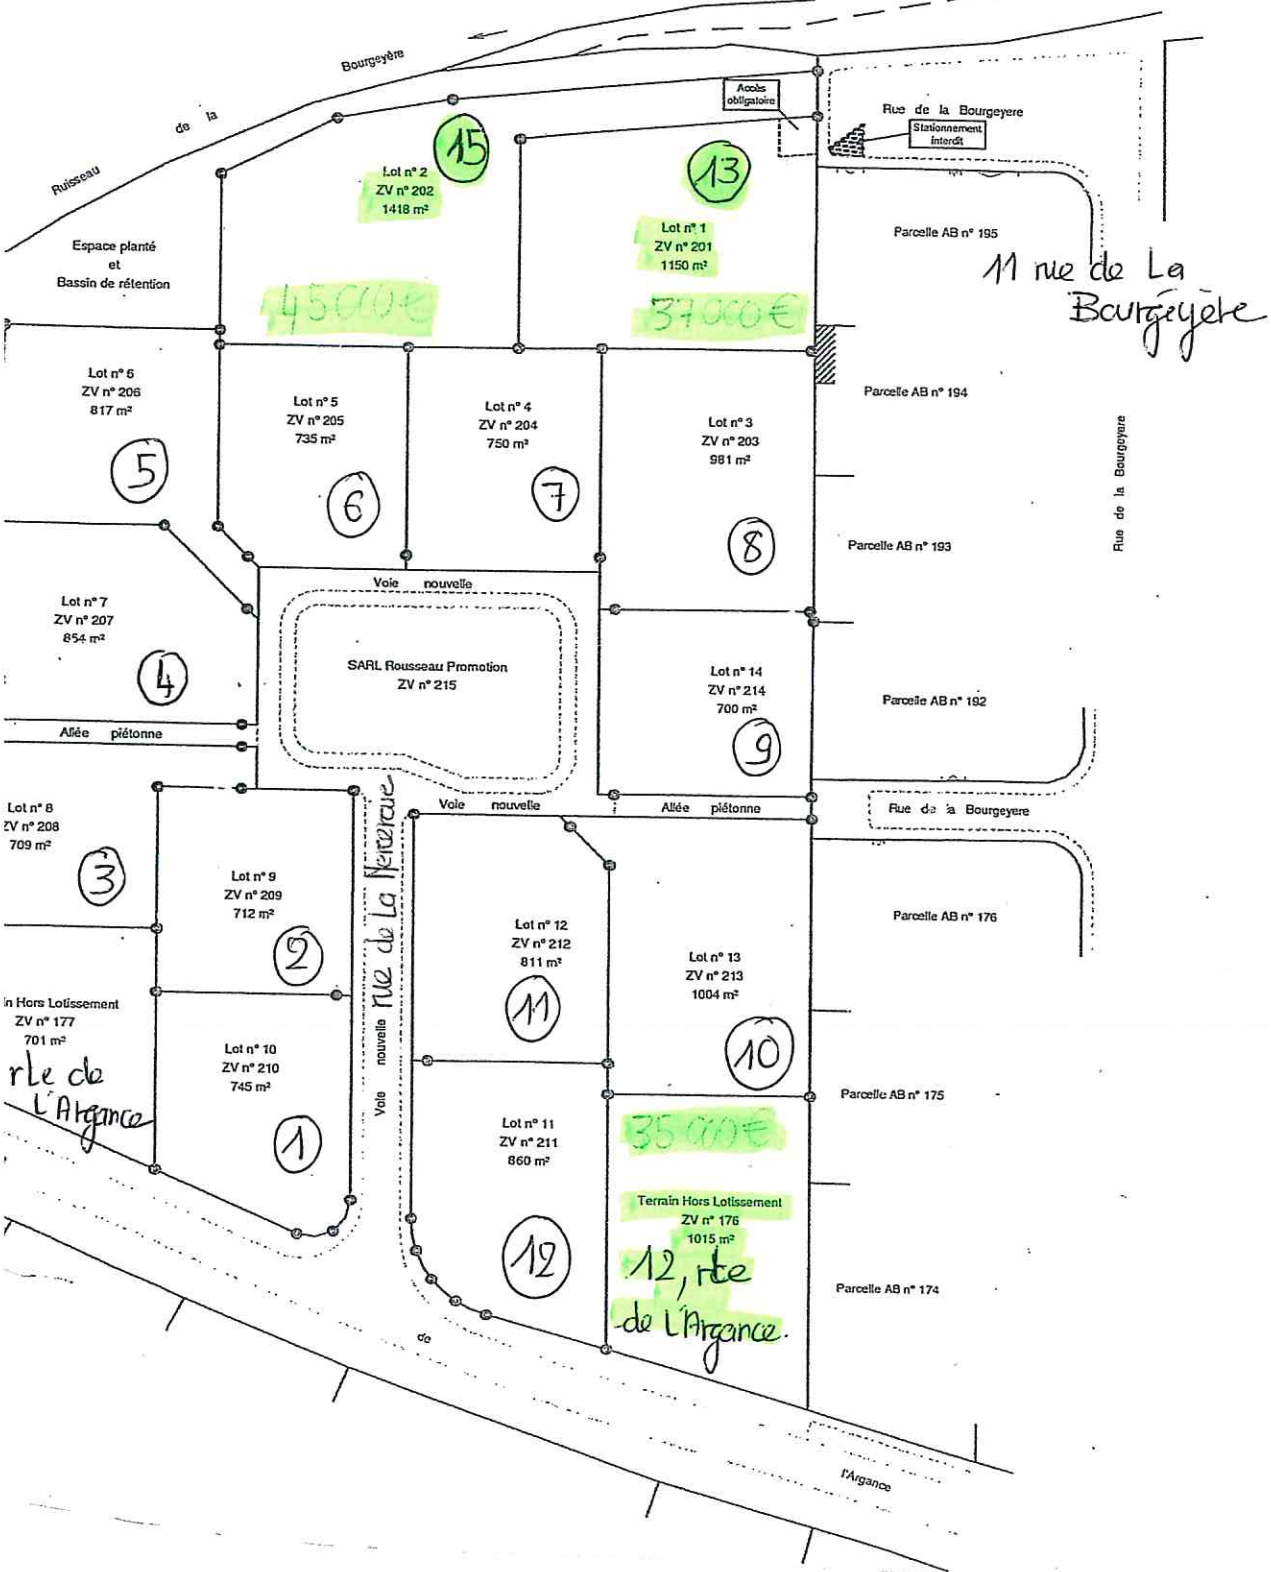 Bourgeyère
de la
Ruisseau
Accès
obligatoire
Rue de la Bourgeyere
Stationnement
interdit
15
Lot n° 2
ZV n° 202
1418 m²
45000€
13
Lot n° 1
ZV n° 201
1150 m²
37000€
Parcelle AB n° 195
11 rue de La
Bourgeyère
Espace planté
et
Bassin de rétention
Lot n° 6
ZV n° 206
817 m²
5
Lot n° 5
ZV n° 205
735 m²
6
Lot n° 4
ZV n° 204
750 m²
7
Lot n° 3
ZV n° 203
981 m²
8
Parcelle AB n° 194
Rue de la Bourgeyere
Parcelle AB n° 193
Voie nouvelle
Lot n° 7
ZV n° 207
854 m²
4
SARL Rousseau Promotion
ZV n° 215
Lot n° 14
ZV n° 214
700 m²
9
Parcelle AB n° 192
Allée piétonne
Voie nouvelle
Allée piétonne
Rue de la Bourgeyere
Lot n° 8
ZV n° 208
709 m²
3
Lot n° 9
ZV n° 209
712 m²
2
Voie nouvelle
rue de La
Lot n° 12
ZV n° 212
811 m²
11
Lot n° 13
ZV n° 213
1004 m²
10
Parcelle AB n° 176
in Hors Lotissement
ZV n° 177
701 m²
rte de
L'Argance
Lot n° 10
ZV n° 210
745 m²
1
Lot n° 11
ZV n° 211
860 m²
12
35000€
Terrain Hors Lotissement
ZV n° 176
1015 m²
12, rte
de L'Argance.
Parcelle AB n° 175
Parcelle AB n° 174
de
l'Argance